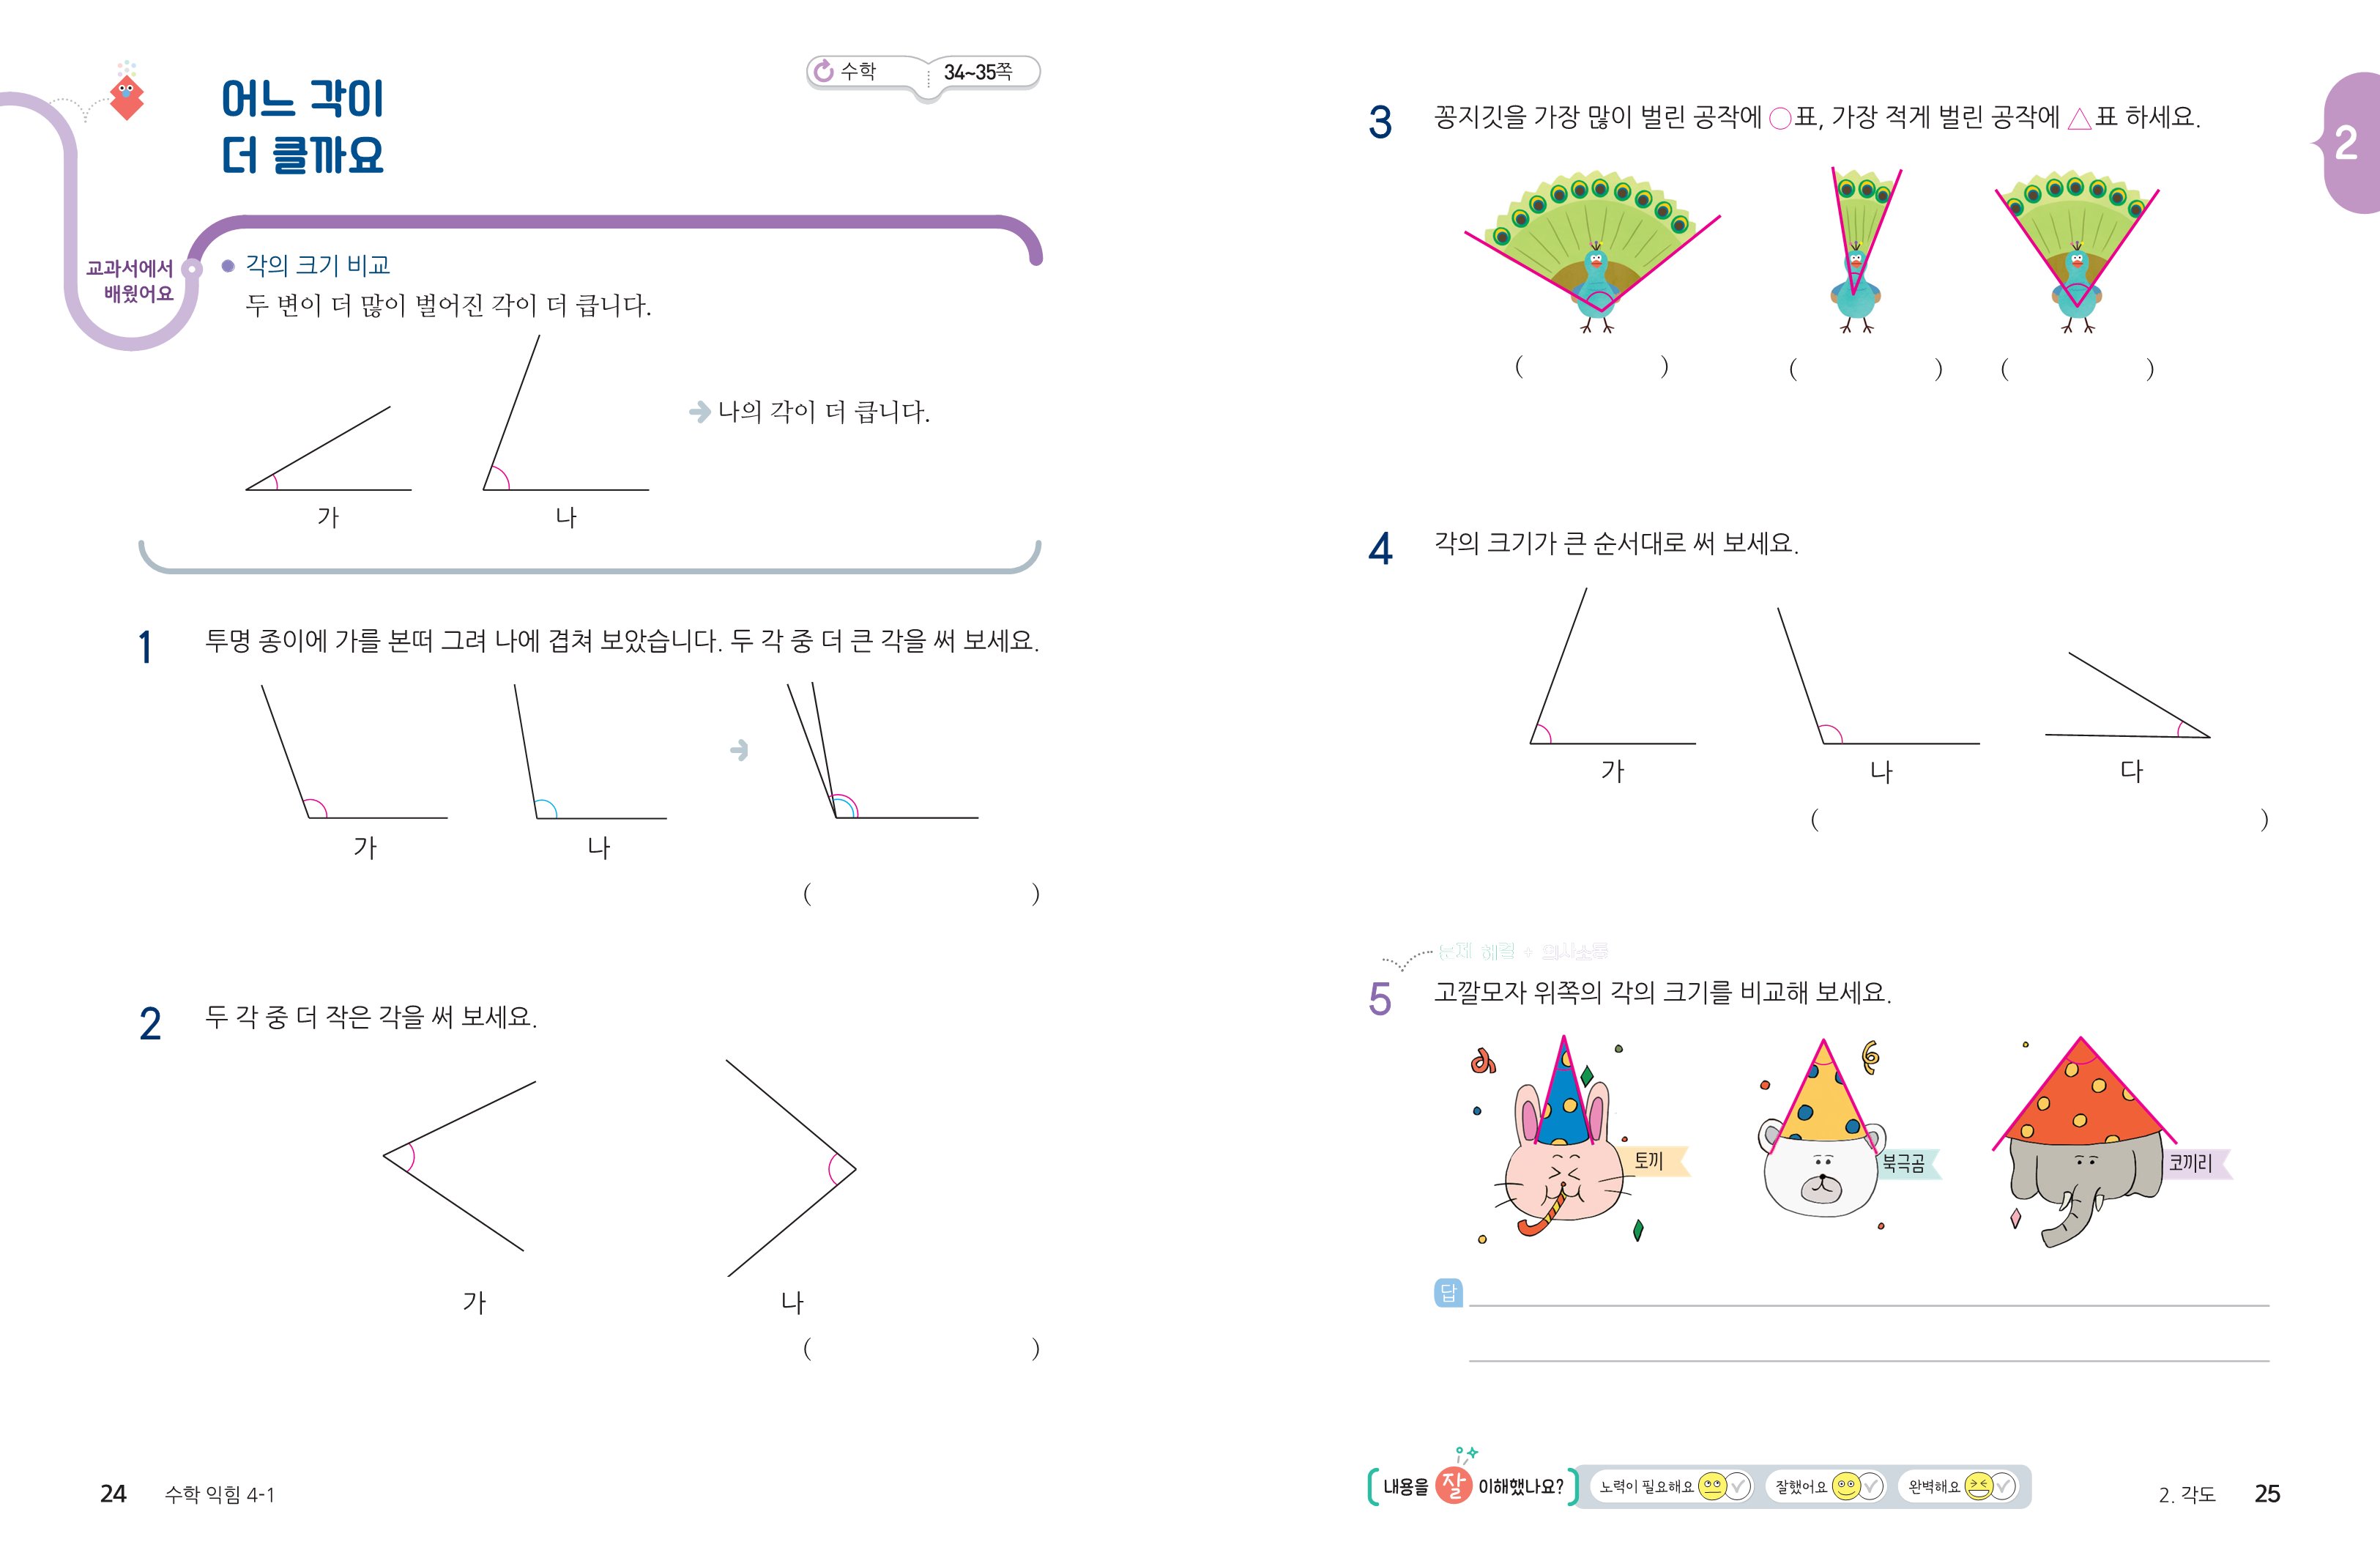 어느 각이
더 클까요
수학 34~35쪽
교과서에서
배웠어요
각의 크기 비교
두 변이 더 많이 벌어진 각이 더 큽니다.
나의 각이 더 큽니다.
가 나
1 투명 종이에 가를 본떠 그려 나에 겹쳐 보았습니다. 두 각 중 더 큰 각을 써 보세요.
가 나
( )
2 두 각 중 더 작은 각을 써 보세요.
가 나
( )
24 수학 익힘 4-1
2
3 꽁지깃을 가장 많이 벌린 공작에 ○표, 가장 적게 벌린 공작에 △표 하세요.
( ) ( ) ( )
4 각의 크기가 큰 순서대로 써 보세요.
가 나 다
( )
문제 해결 + 의사소통
5 고깔모자 위쪽의 각의 크기를 비교해 보세요.
토끼 북극곰 코끼리
답
내용을 잘 이해했나요? 노력이 필요해요 잘했어요 완벽해요
2. 각도 25